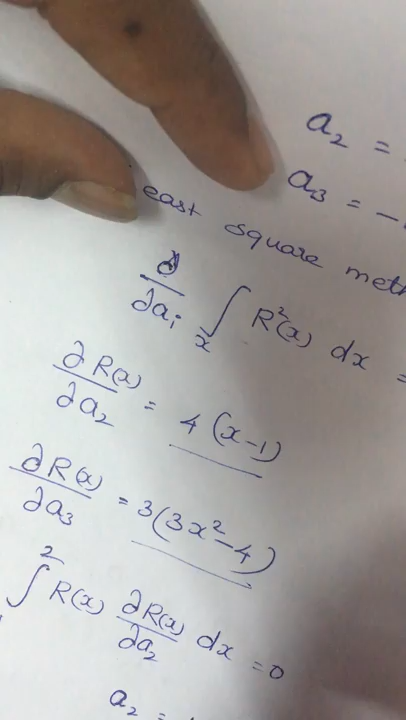 a₂ =
a₃ = -
east square meth
∂/∂aᵢ ∫ₓ R²(x) dx =
∂R(x)/∂a₂ = 4(x-1)
∂R(x)/∂a₃ = 3(3x²-4)
∫² R(x) ∂R(x)/∂a₂ dx = 0
a₂ =